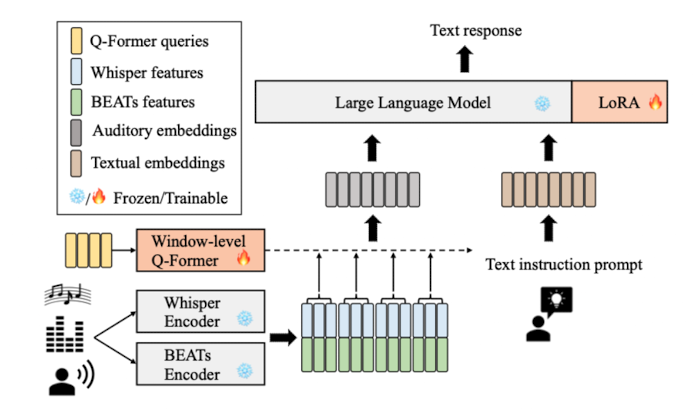 Text response
Q-Former queries
Whisper features
BEATs features
Auditory embeddings
Textual embeddings
/ Frozen/Trainable
Large Language Model
LoRA
Window-level
Q-Former
Text instruction prompt
Whisper
Encoder
BEATs
Encoder